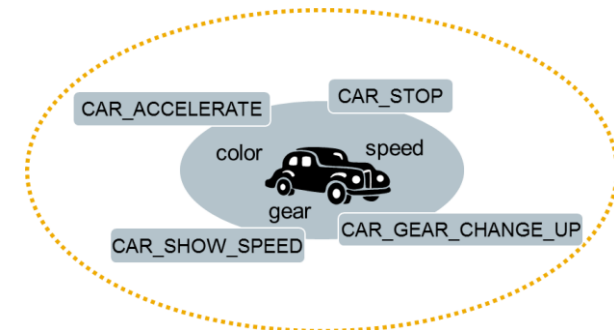 CAR_STOP
CAR_ACCELERATE
color
speed
gear
CAR_GEAR_CHANGE_UP
CAR_SHOW_SPEED